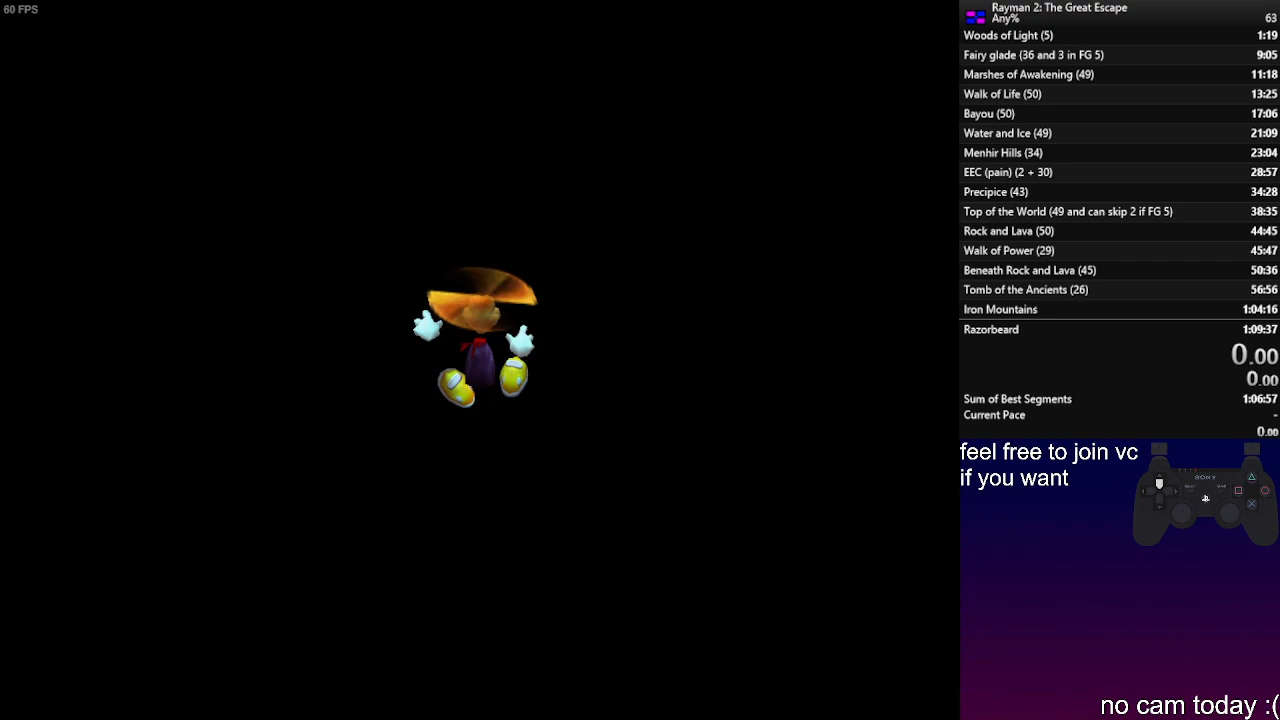 60 FPS
Rayman 2: The Great Escape
Any% 63
Woods of Light (5) 1:19
Fairy glade (36 and 3 in FG 5) 9:05
Marshes of Awakening (49) 11:18
Walk of Life (50) 13:25
Bayou (50) 17:06
Water and Ice (49) 21:09
Menhir Hills (34) 23:04
EEC (pain) (2 + 30) 28:57
Precipice (43) 34:28
Top of the World (49 and can skip 2 if FG 5) 38:35
Rock and Lava (50) 44:45
Walk of Power (29) 45:47
Beneath Rock and Lava (45) 50:36
Tomb of the Ancients (26) 56:56
Iron Mountains 1:04:16
Razorbeard 1:09:37
0.00
0.00
Sum of Best Segments 1:06:57
Current Pace -
0.00
feel free to join vc
if you want
SONY
no cam today :(